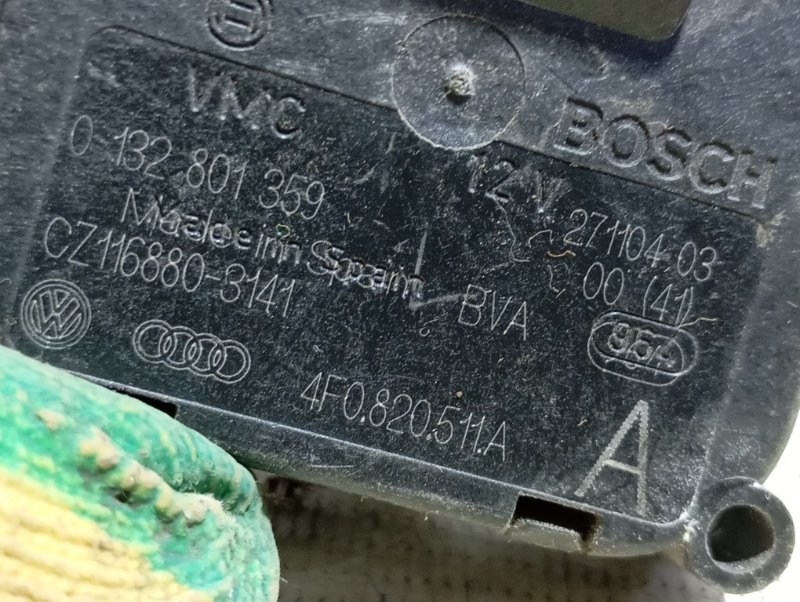 VMC BOSCH
0 132 801 359 12 V 271104 03
Made in Spain 00 (41)
CZ116880-3141 BVA
4F0.820.511.A A